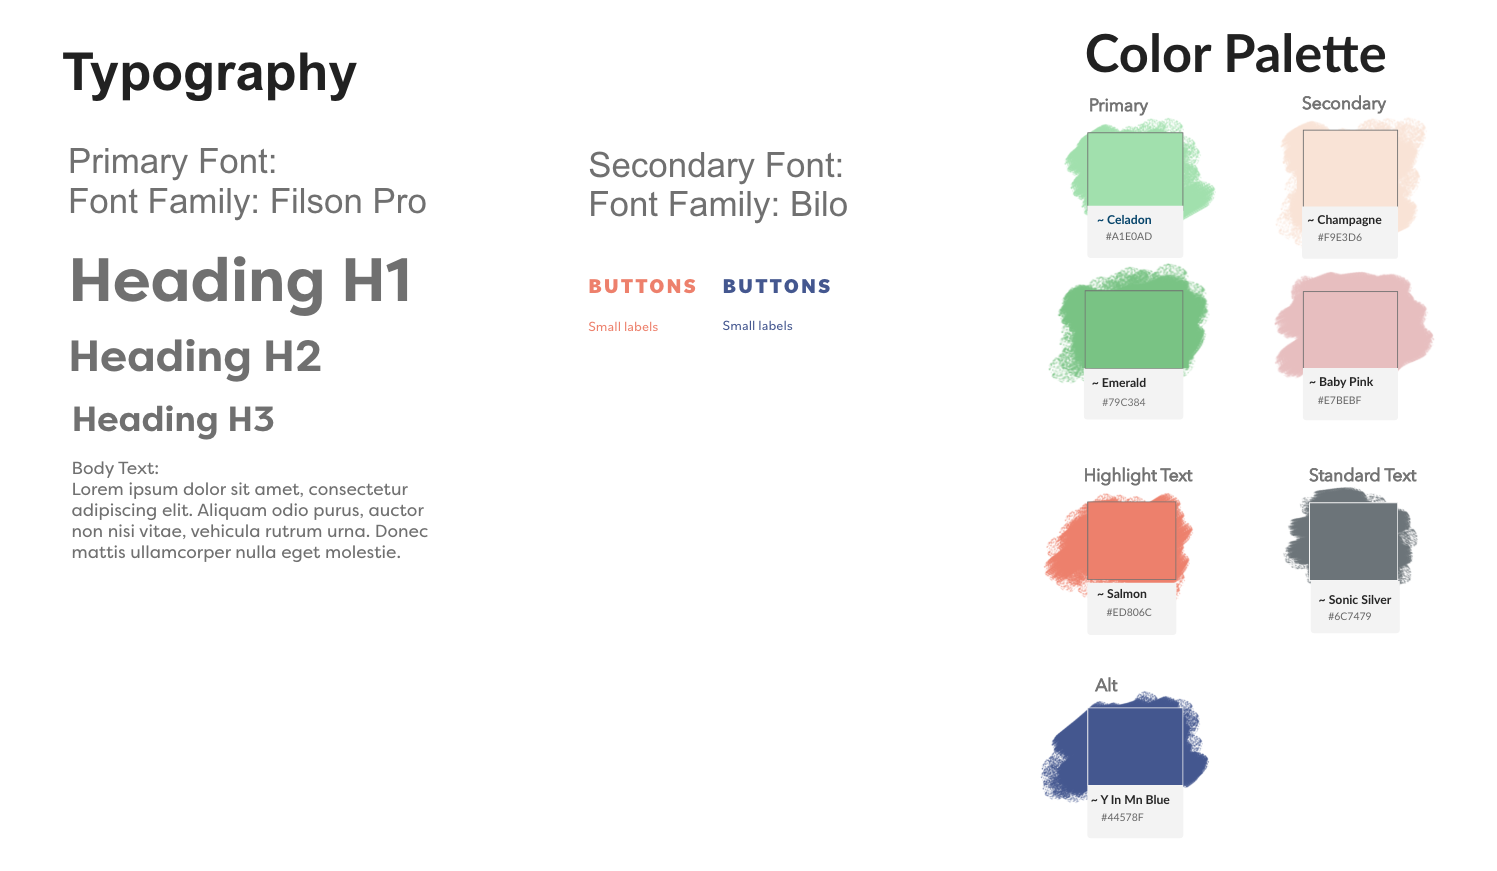 Typography
Primary Font:
Font Family: Filson Pro
Heading H1
Heading H2
Heading H3
Body Text:
Lorem ipsum dolor sit amet, consectetur
adipiscing elit. Aliquam odio purus, auctor
non nisi vitae, vehicula rutrum urna. Donec
mattis ullamcorper nulla eget molestie.
Secondary Font:
Font Family: Bilo
BUTTONS BUTTONS
Small labels Small labels
Color Palette
Primary Secondary
~ Celadon ~ Champagne
#A1E0AD #F9E3D6
~ Emerald ~ Baby Pink
#79C384 #E7BEBF
Highlight Text Standard Text
~ Salmon ~ Sonic Silver
#ED806C #6C7479
Alt
~ Y In Mn Blue
#44578F